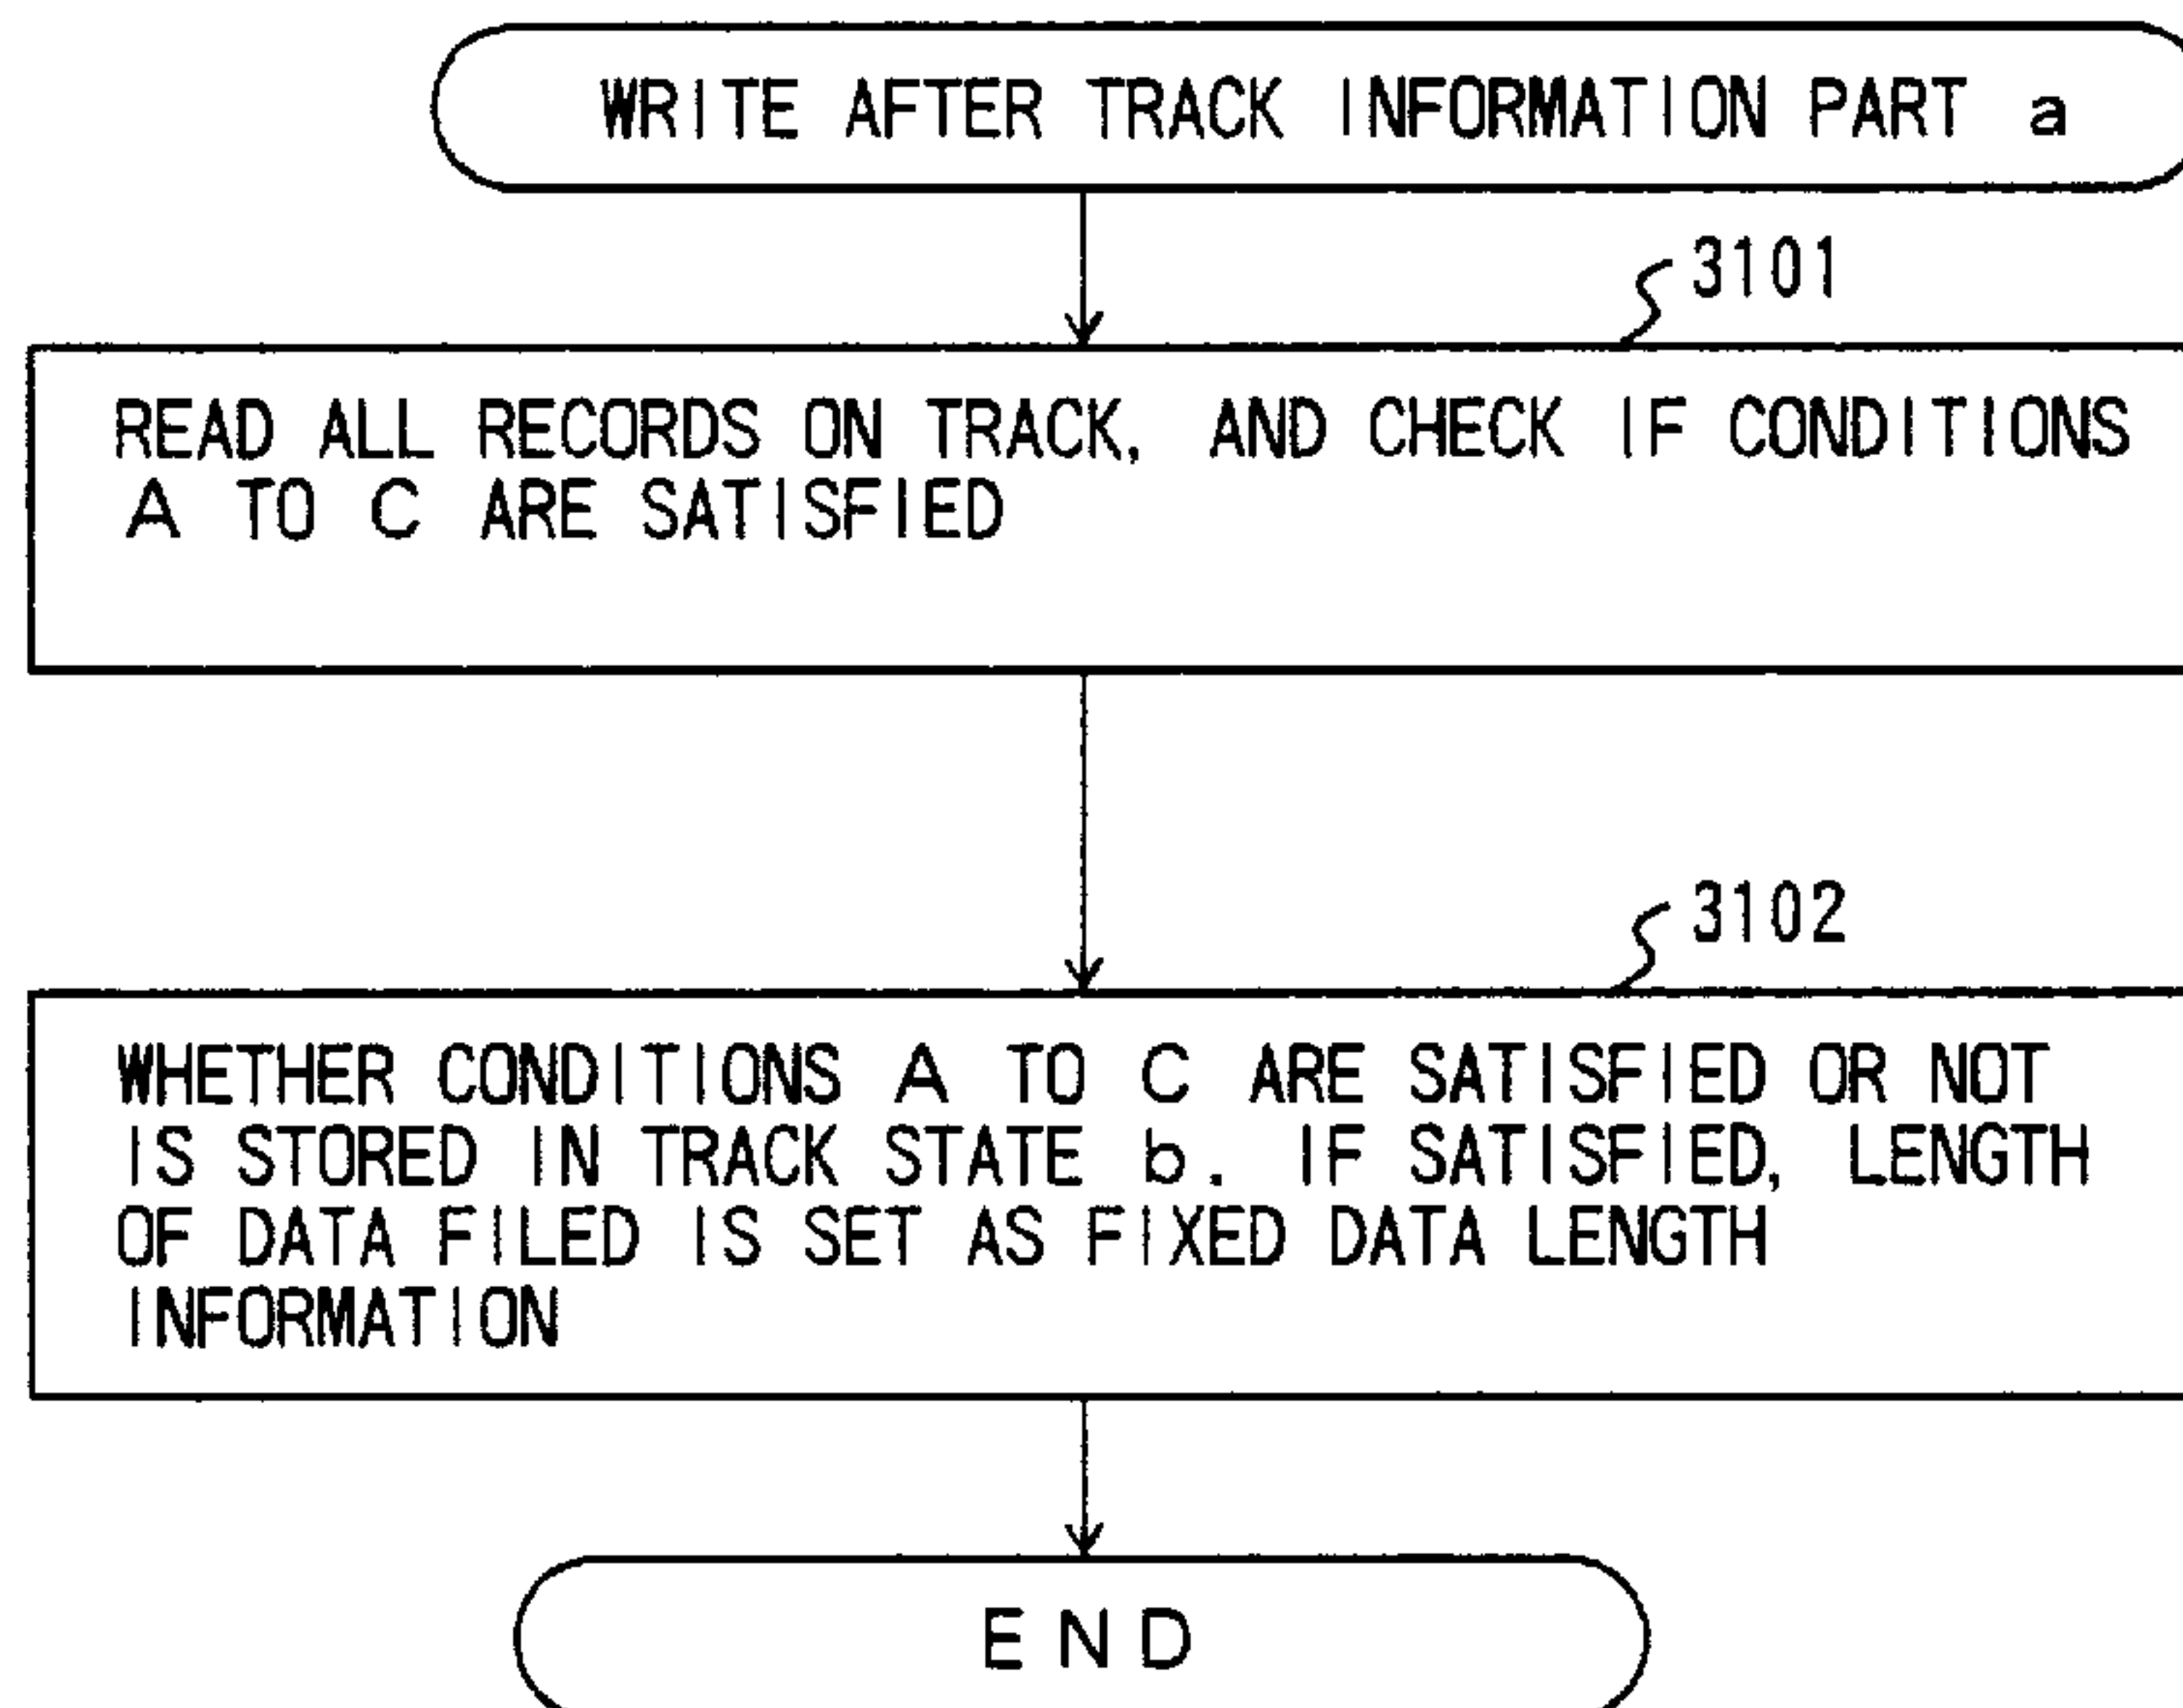 WRITE AFTER TRACK INFORMATION PART a
3101
READ ALL RECORDS ON TRACK, AND CHECK IF CONDITIONS
A TO C ARE SATISFIED
3102
WHETHER CONDITIONS A TO C ARE SATISFIED OR NOT
IS STORED IN TRACK STATE b. IF SATISFIED, LENGTH
OF DATA FILED IS SET AS FIXED DATA LENGTH
INFORMATION
END